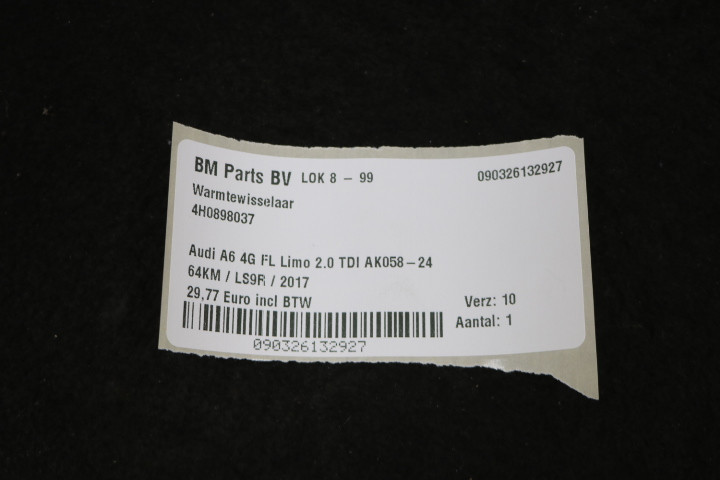 BM Parts BV LOK 8 - 99 090326132927
Warmtewisselaar
4H0898037
Audi A6 4G FL Limo 2.0 TDI AK058-24
64KM / LS9R / 2017
29,77 Euro incl BTW Verz: 10
Aantal: 1
090326132927